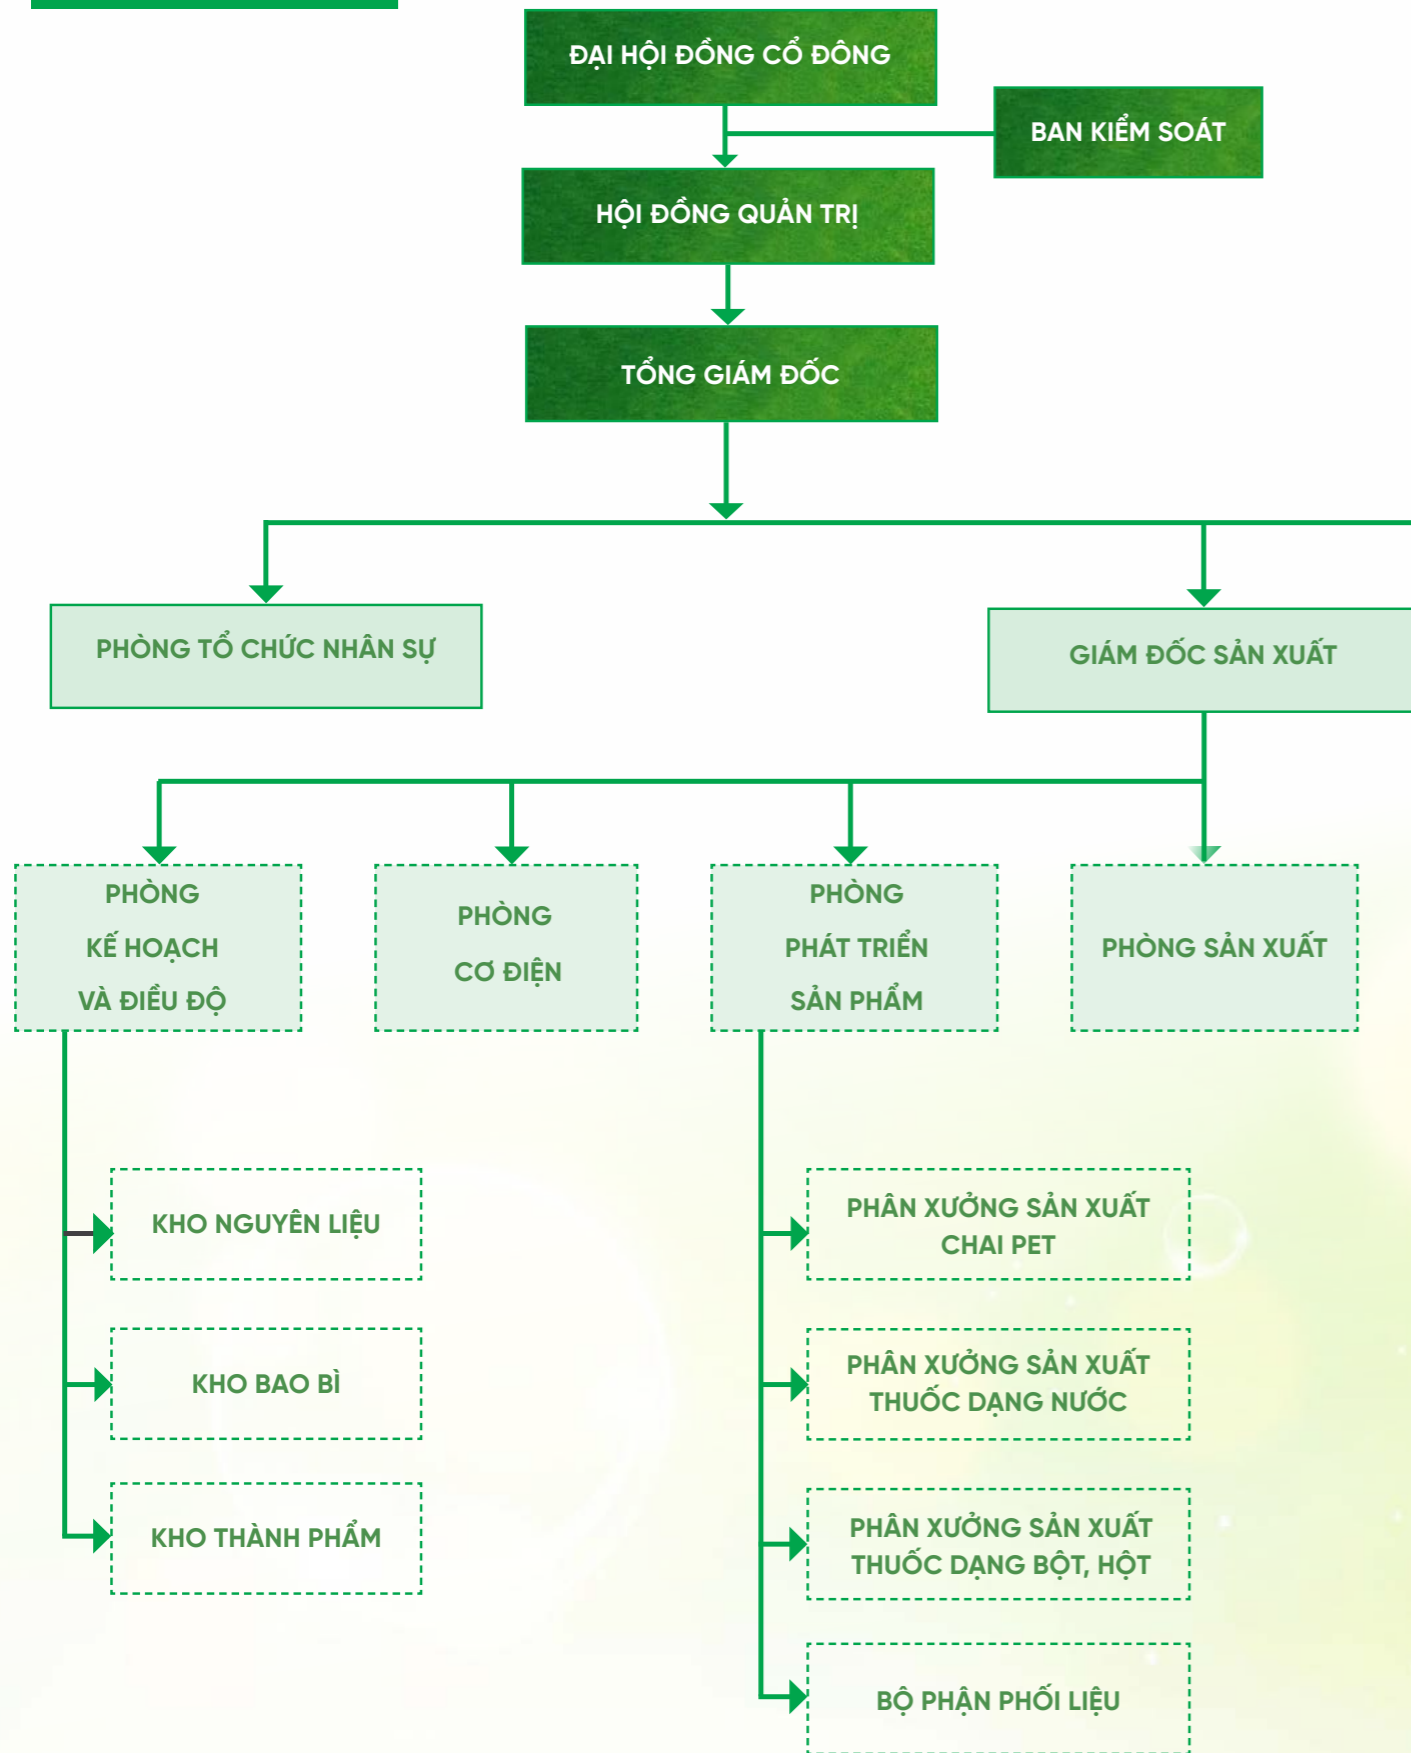 ĐẠI HỘI ĐỒNG CỔ ĐÔNG
BAN KIỂM SOÁT
HỘI ĐỒNG QUẢN TRỊ
TỔNG GIÁM ĐỐC
PHÒNG TỔ CHỨC NHÂN SỰ
GIÁM ĐỐC SẢN XUẤT
PHÒNG
KẾ HOẠCH
VÀ ĐIỀU ĐỘ
PHÒNG
CƠ ĐIỆN
PHÒNG
PHÁT TRIỂN
SẢN PHẨM
PHÒNG SẢN XUẤT
KHO NGUYÊN LIỆU
KHO BAO BÌ
KHO THÀNH PHẨM
PHÂN XƯỞNG SẢN XUẤT
CHAI PET
PHÂN XƯỞNG SẢN XUẤT
THUỐC DẠNG NƯỚC
PHÂN XƯỞNG SẢN XUẤT
THUỐC DẠNG BỘT, HỘT
BỘ PHẬN PHỐI LIỆU